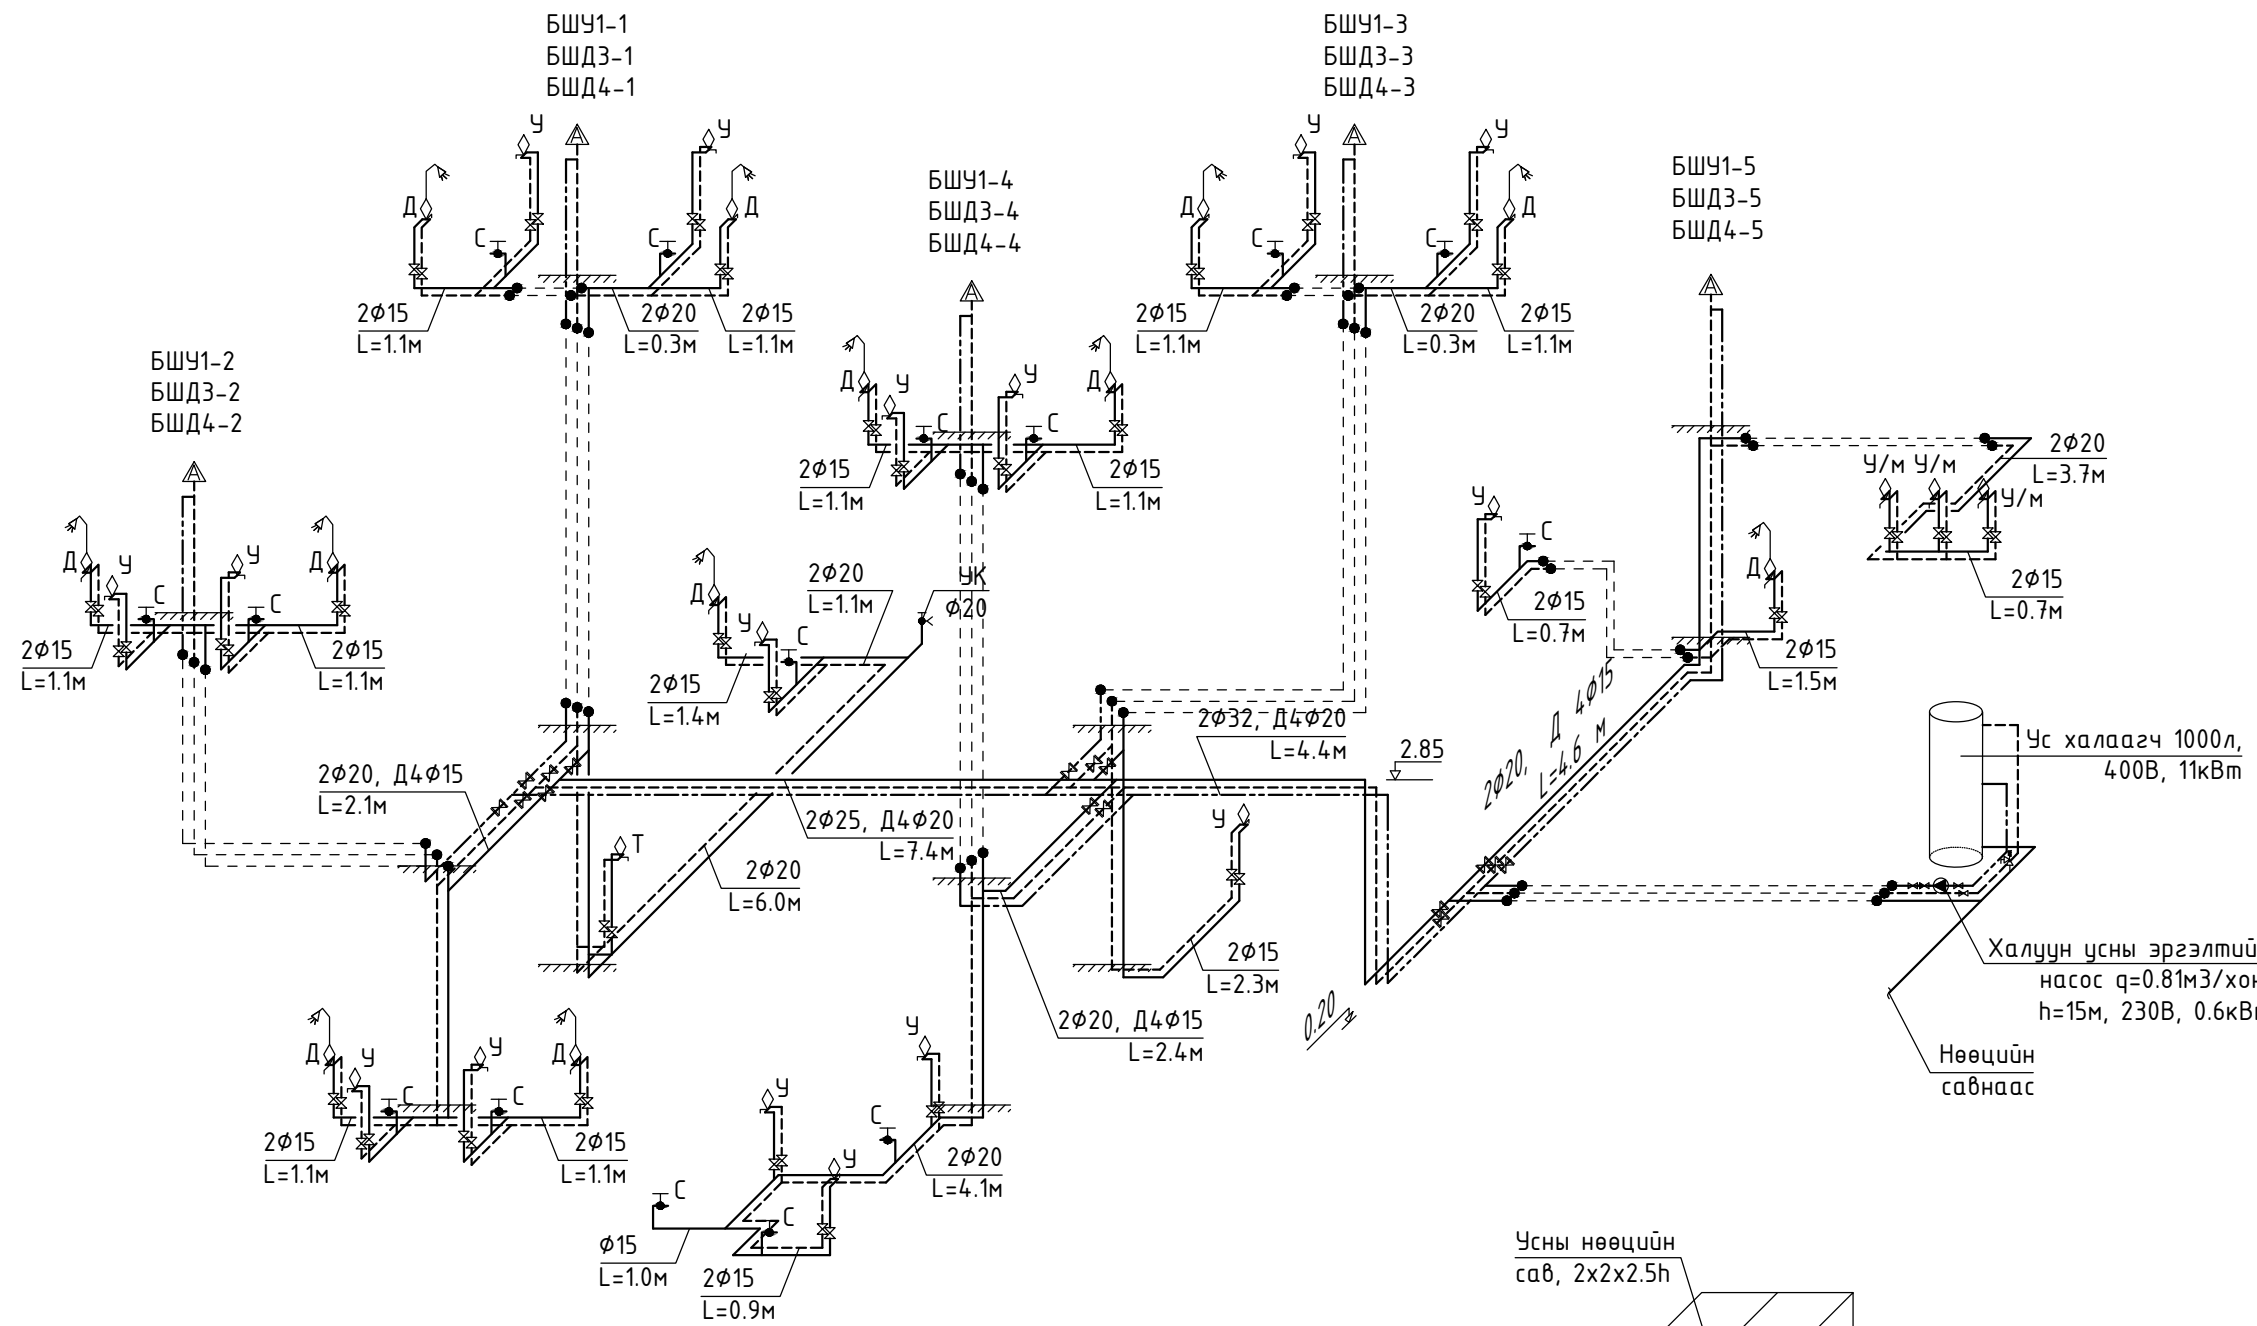 БШУ1-1
БШД3-1
БШД4-1
БШУ1-3
БШД3-3
БШД4-3
У
У
Д
Д
С
С
2ф15
L=1.1м
2ф20
L=0.3м
2ф15
L=1.1м
БШУ1-4
БШД3-4
БШД4-4
У
У
Д
Д
С
С
2ф15
L=1.1м
2ф20
L=0.3м
2ф15
L=1.1м
БШУ1-5
БШД3-5
БШД4-5
БШУ1-2
БШД3-2
БШД4-2
Д
У
У
Д
С
С
2ф15
L=1.1м
2ф15
L=1.1м
2ф20
L=3.7м
У/м
У/м
У/м
2ф15
L=0.7м
Д
У
У
Д
С
С
2ф15
L=1.1м
2ф15
L=1.1м
Д
У
С
2ф20
L=1.1м
УК
ф20
2ф15
L=1.4м
У
С
2ф15
L=0.7м
Д
2ф15
L=1.5м
2ф20, Д4ф15
L=2.1м
2ф32, Д4ф20
L=4.4м
2.85
2ф20, Д 4ф15
L=4.6 м
Ус халаагч 1000л,
400В, 11кВт
2ф25, Д4ф20
L=7.4м
Т
2ф20
L=6.0м
У
2ф15
L=2.3м
0.20
Халуун усны эргэлтий
насос q=0.81м3/хон
h=15м, 230В, 0.6кВ
Нөөцийн
савнаас
2ф20, Д4ф15
L=2.4м
Д
У
У
Д
С
С
2ф15
L=1.1м
2ф15
L=1.1м
У
У
С
У
2ф20
L=4.1м
С
С
ф15
L=1.0м
2ф15
L=0.9м
Усны нөөцийн
сав, 2х2х2.5h